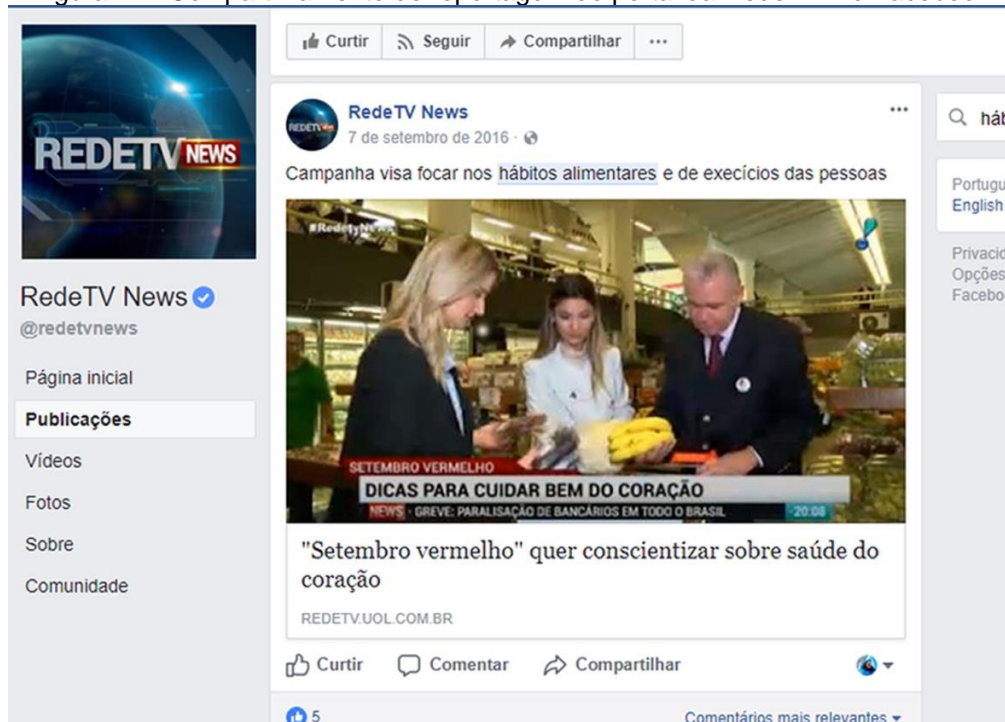 REDETV NEWS
RedeTV News
@redetvnews
Página inicial
Publicações
Vídeos
Fotos
Sobre
Comunidade
Curtir Seguir Compartilhar ...
REDETV NEWS
RedeTV News ...
7 de setembro de 2016 ·
Campanha visa focar nos hábitos alimentares e de execícios das pessoas
#RedetvNews
SETEMBRO VERMELHO
DICAS PARA CUIDAR BEM DO CORAÇÃO
NEWS · GREVE: PARALISAÇÃO DE BANCÁRIOS EM TODO O BRASIL 20:08
"Setembro vermelho" quer conscientizar sobre saúde do
coração
REDETV.UOL.COM.BR
Curtir Comentar Compartilhar
5 Comentários mais relevantes
English